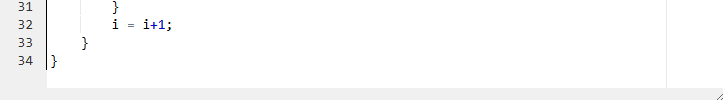 31        }
32        i = i+1;
33    }
34 }